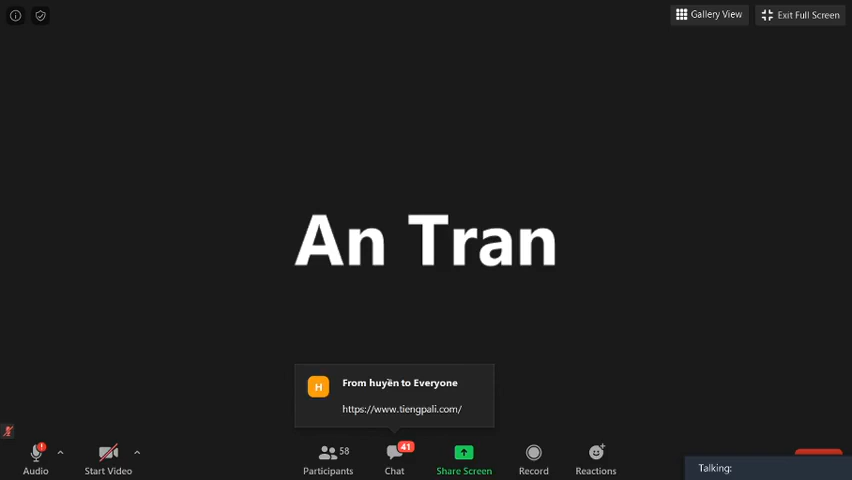 Gallery View
Exit Full Screen
An Tran
H
From huyền to Everyone
https://www.tiengpali.com/
Audio
Start Video
58
Participants
41
Chat
Share Screen
Record
Reactions
Talking: